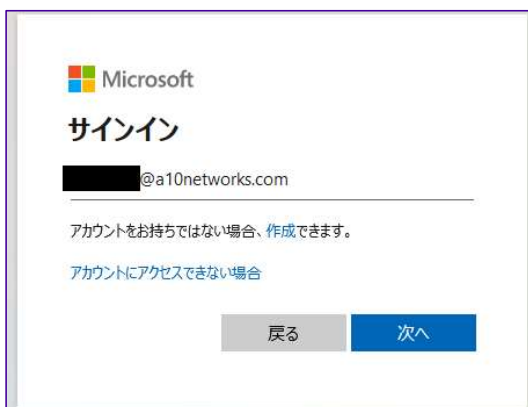 Microsoft
サインイン
@a10networks.com
アカウントをお持ちではない場合、作成できます。
アカウントにアクセスできない場合
戻る
次へ